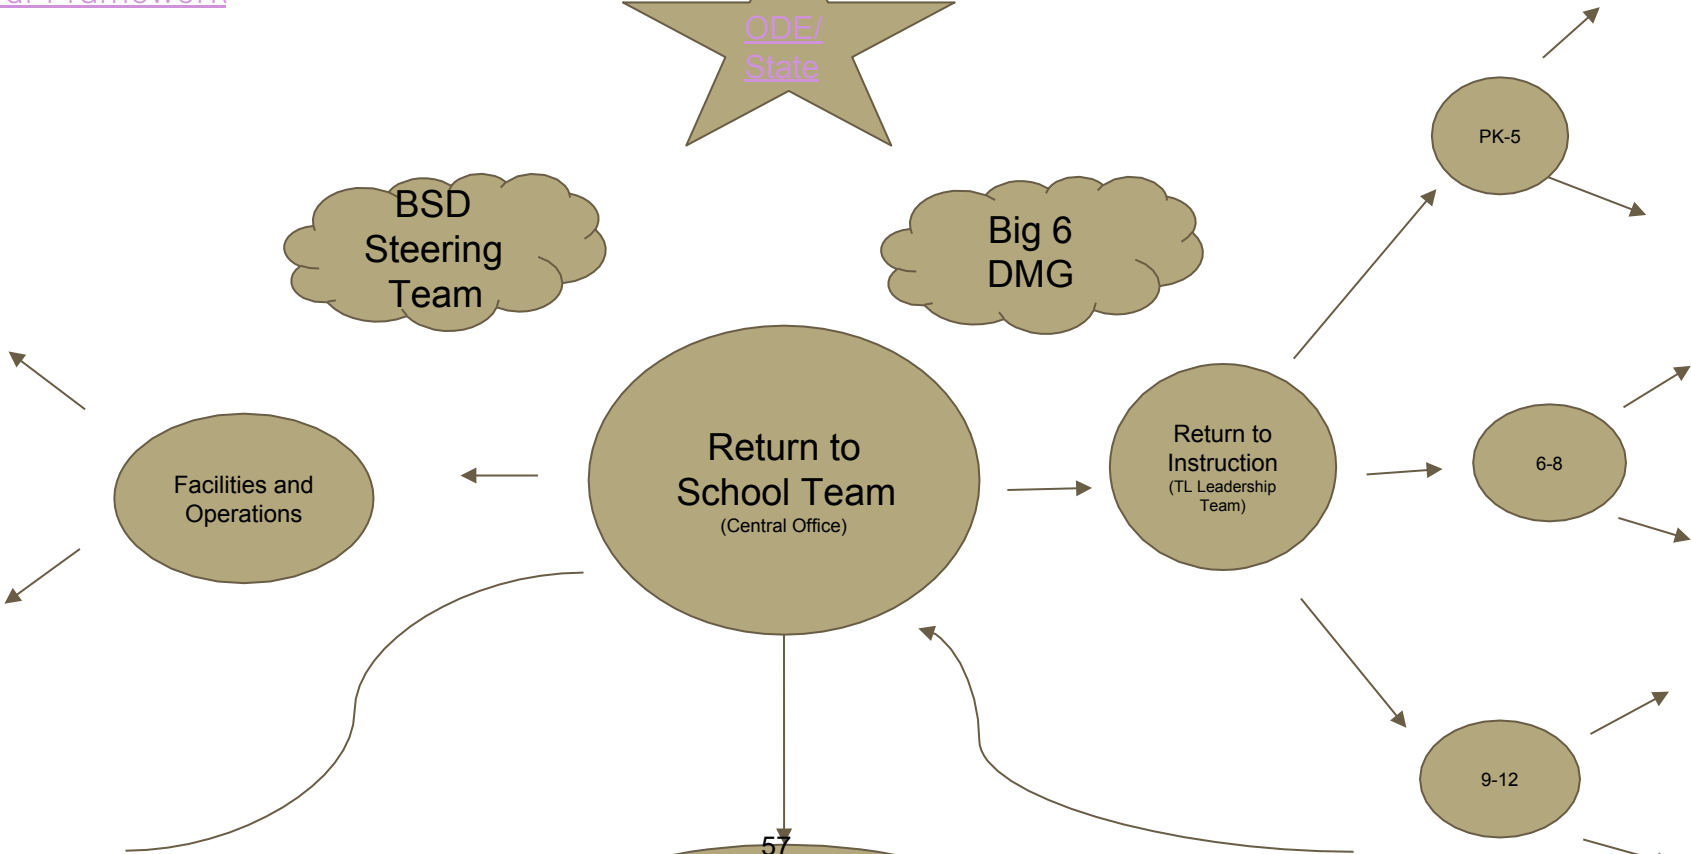 ODE/
State
PK-5
BSD
Steering
Team
Big 6
DMG
Return to
School Team
(Central Office)
Return to
Instruction
(TL Leadership
Team)
6-8
Facilities and
Operations
9-12
57